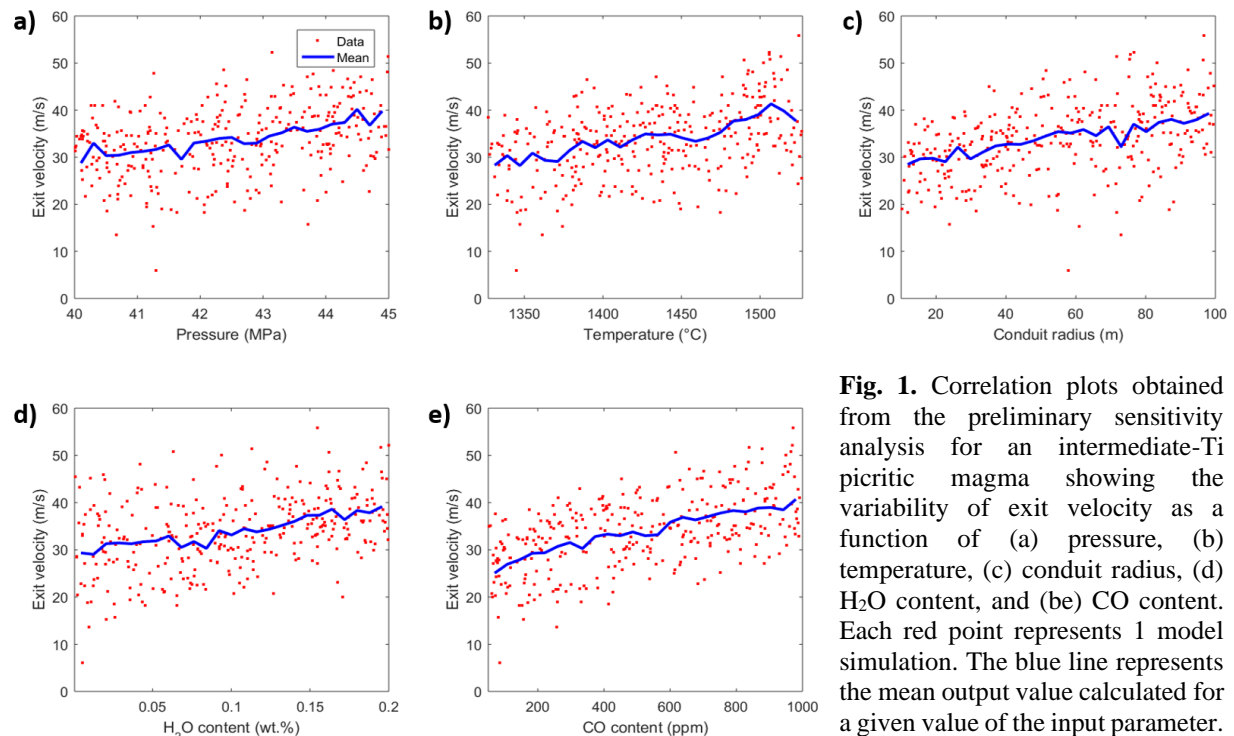 a)
60
50
40
30
20
10
0
Exit velocity (m/s)
Data
Mean
40
41
42
43
44
45
Pressure (MPa)
b)
60
50
40
30
20
10
0
Exit velocity (m/s)
1350
1400
1450
1500
Temperature (°C)
c)
60
50
40
30
20
10
0
Exit velocity (m/s)
20
40
60
80
100
Conduit radius (m)
d)
60
50
40
30
20
10
0
Exit velocity (m/s)
0.05
0.1
0.15
0.2
H2O content (wt.%)
e)
60
50
40
30
20
10
0
Exit velocity (m/s)
200
400
600
800
1000
CO content (ppm)
Fig. 1. Correlation plots obtained
from the preliminary sensitivity
analysis for an intermediate-Ti
picritic magma showing the
variability of exit velocity as a
function of (a) pressure, (b)
temperature, (c) conduit radius, (d)
H2O content, and (be) CO content.
Each red point represents 1 model
simulation. The blue line represents
the mean output value calculated for
a given value of the input parameter.